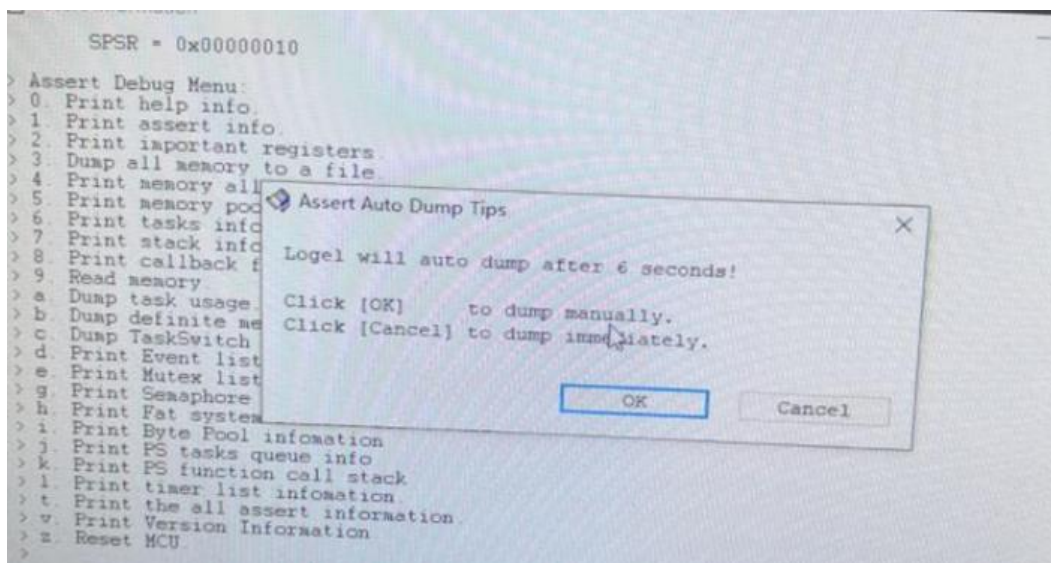 SPSR = 0x00000010
> Assert Debug Menu:
> 0. Print help info.
> 1. Print assert info.
> 2. Print important registers.
> 3. Dump all memory to a file.
> 4. Print memory all
> 5. Print memory poo
> 6. Print tasks info
> 7. Print stack info
> 8. Print callback f
> 9. Read memory
> a. Dump task usage
> b. Dump definite me
> c. Dump TaskSwitch
> d. Print Event list
> e. Print Mutex list
> g. Print Semaphore
> h. Print Fat system
> i. Print Byte Pool infomation
> j. Print PS tasks queue info
> k. Print PS function call stack
> l. Print timer list infomation.
> t. Print the all assert information.
> v. Print Version Information
> z. Reset MCU
>
Assert Auto Dump Tips
Logel will auto dump after 6 seconds!
Click [OK] to dump manually.
Click [Cancel] to dump immediately.
OK
Cancel